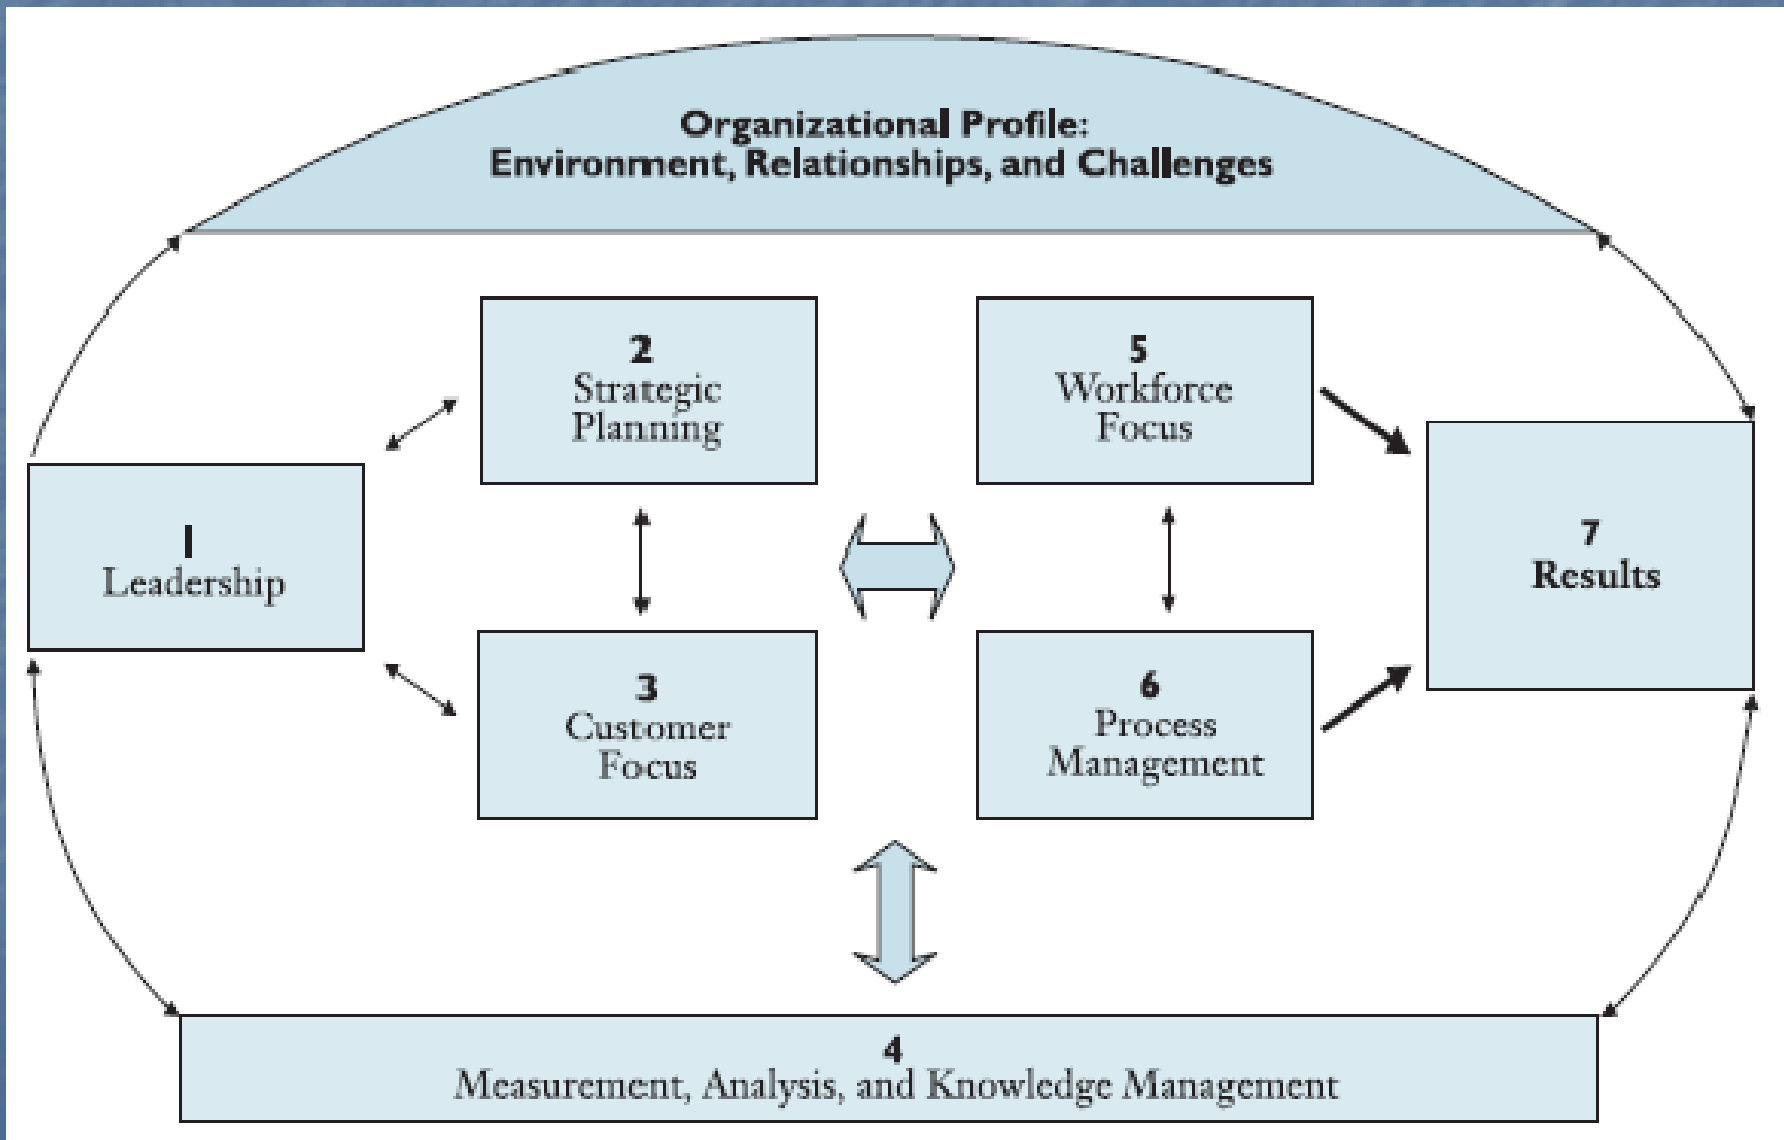 Organizational Profile:
Environment, Relationships, and Challenges
2
Strategic
Planning
5
Workforce
Focus
1
Leadership
7
Results
3
Customer
Focus
6
Process
Management
4
Measurement, Analysis, and Knowledge Management